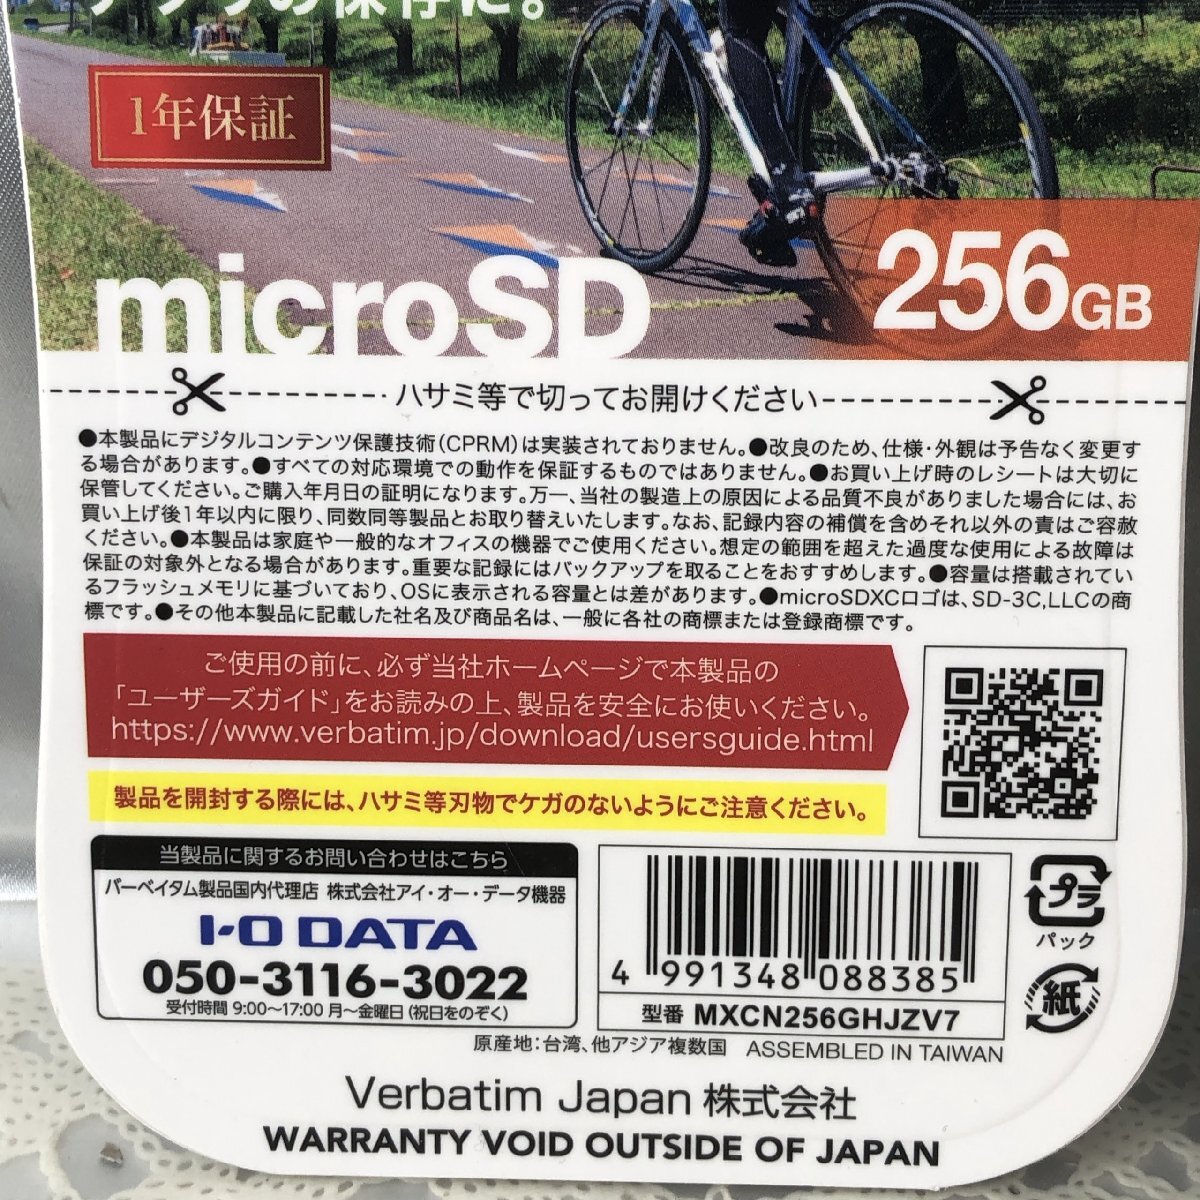 の保存に。
1年保証
microSD
256GB
ハサミ等で切ってお開けください
●本製品にデジタルコンテンツ保護技術(CPRM)は実装されておりません。●改良のため、仕様・外観は予告なく変更す
る場合があります。●すべての対応環境での動作を保証するものではありません。●お買い上げ時のレシートは大切に
保管してください。ご購入年月日の証明になります。万一、当社の製造上の原因による品質不良がありました場合には、お
買い上げ後1年以内に限り、同数同等製品とお取り替えいたします。なお、記録内容の補償を含めそれ以外の責はご容赦
ください。●本製品は家庭や一般的なオフィスの機器でご使用ください。想定の範囲を超えた過度な使用による故障は
保証の対象外となる場合があります。重要な記録にはバックアップを取ることをおすすめします。●容量は搭載されてい
るフラッシュメモリに基づいており、OSに表示される容量とは差があります。●microSDXCロゴは、SD-3C,LLCの商
標です。●その他本製品に記載した社名及び商品名は、一般に各社の商標または登録商標です。
ご使用の前に、必ず当社ホームページで本製品の
「ユーザーズガイド」をお読みの上、製品を安全にお使いください。
https://www.verbatim.jp/download/usersguide.html
製品を開封する際には、ハサミ等刃物でケガのないようにご注意ください。
当製品に関するお問い合わせはこちら
バーベイタム製品国内代理店 株式会社アイ・オー・データ機器
I-O DATA
050-3116-3022
受付時間 9:00〜17:00 月〜金曜日(祝日をのぞく)
4 991348 088385
型番 MXCN256GHJZV7
プラ
パック
紙
原産地:台湾、他アジア複数国 ASSEMBLED IN TAIWAN
Verbatim Japan 株式会社
WARRANTY VOID OUTSIDE OF JAPAN